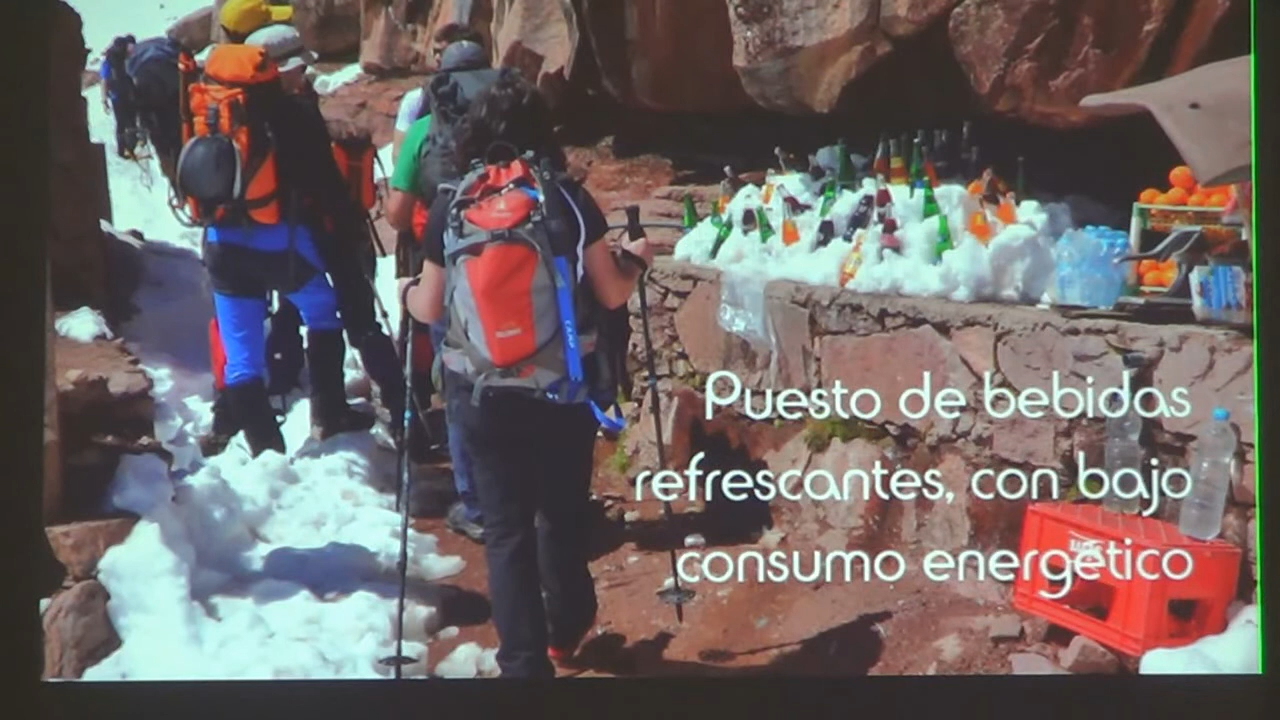 Puesto de bebidas
refrescantes, con bajo
consumo energético